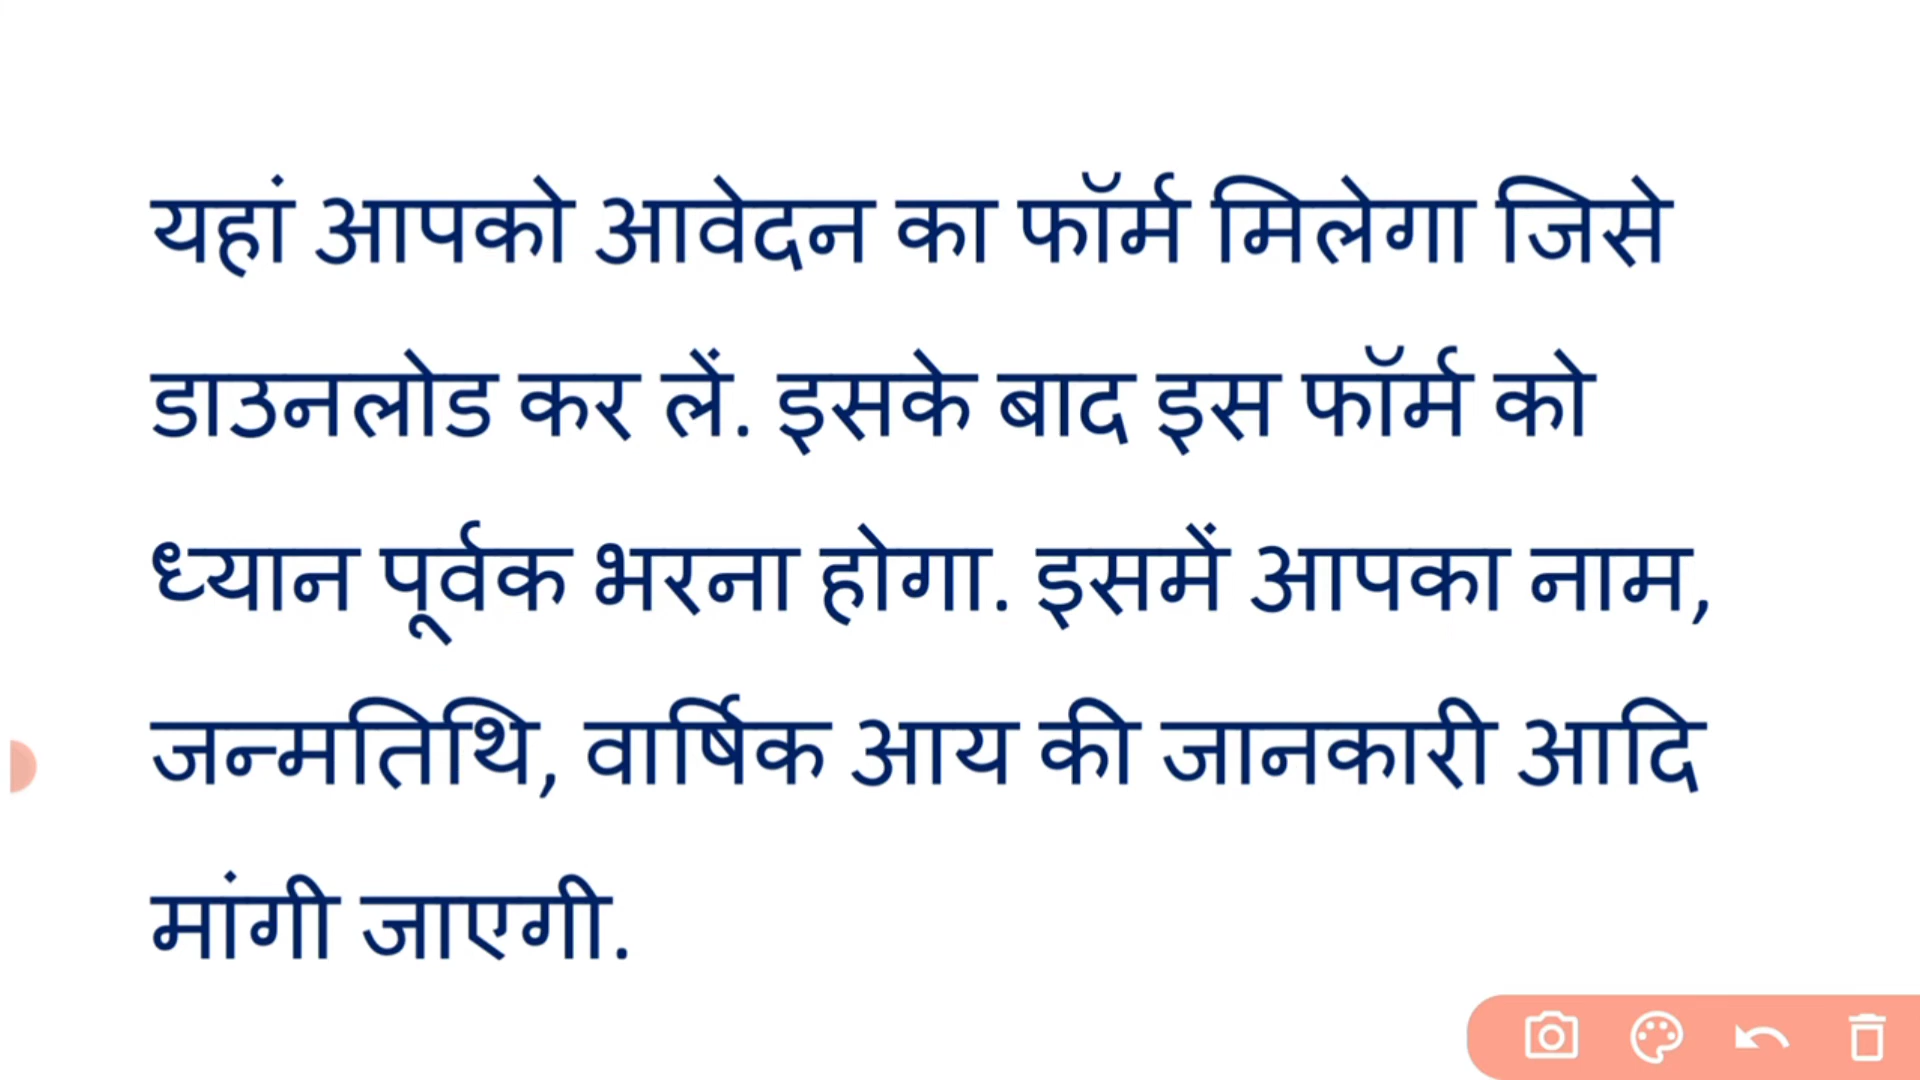 यहां आपको आवेदन का फॉर्म मिलेगा जिसे
डाउनलोड कर लें. इसके बाद इस फॉर्म को
ध्यान पूर्वक भरना होगा. इसमें आपका नाम,
जन्मतिथि, वार्षिक आय की जानकारी आदि
मांगी जाएगी.